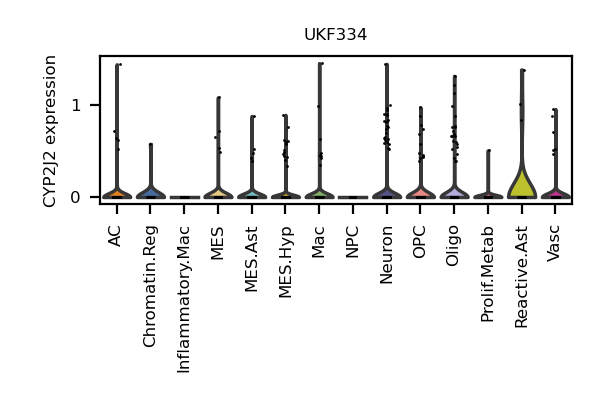 UKF334
CYP2J2 expression
1
0
AC
Chromatin.Reg
Inflammatory.Mac
MES
MES.Ast
MES.Hyp
Mac
NPC
Neuron
OPC
Oligo
Prolif.Metab
Reactive.Ast
Vasc